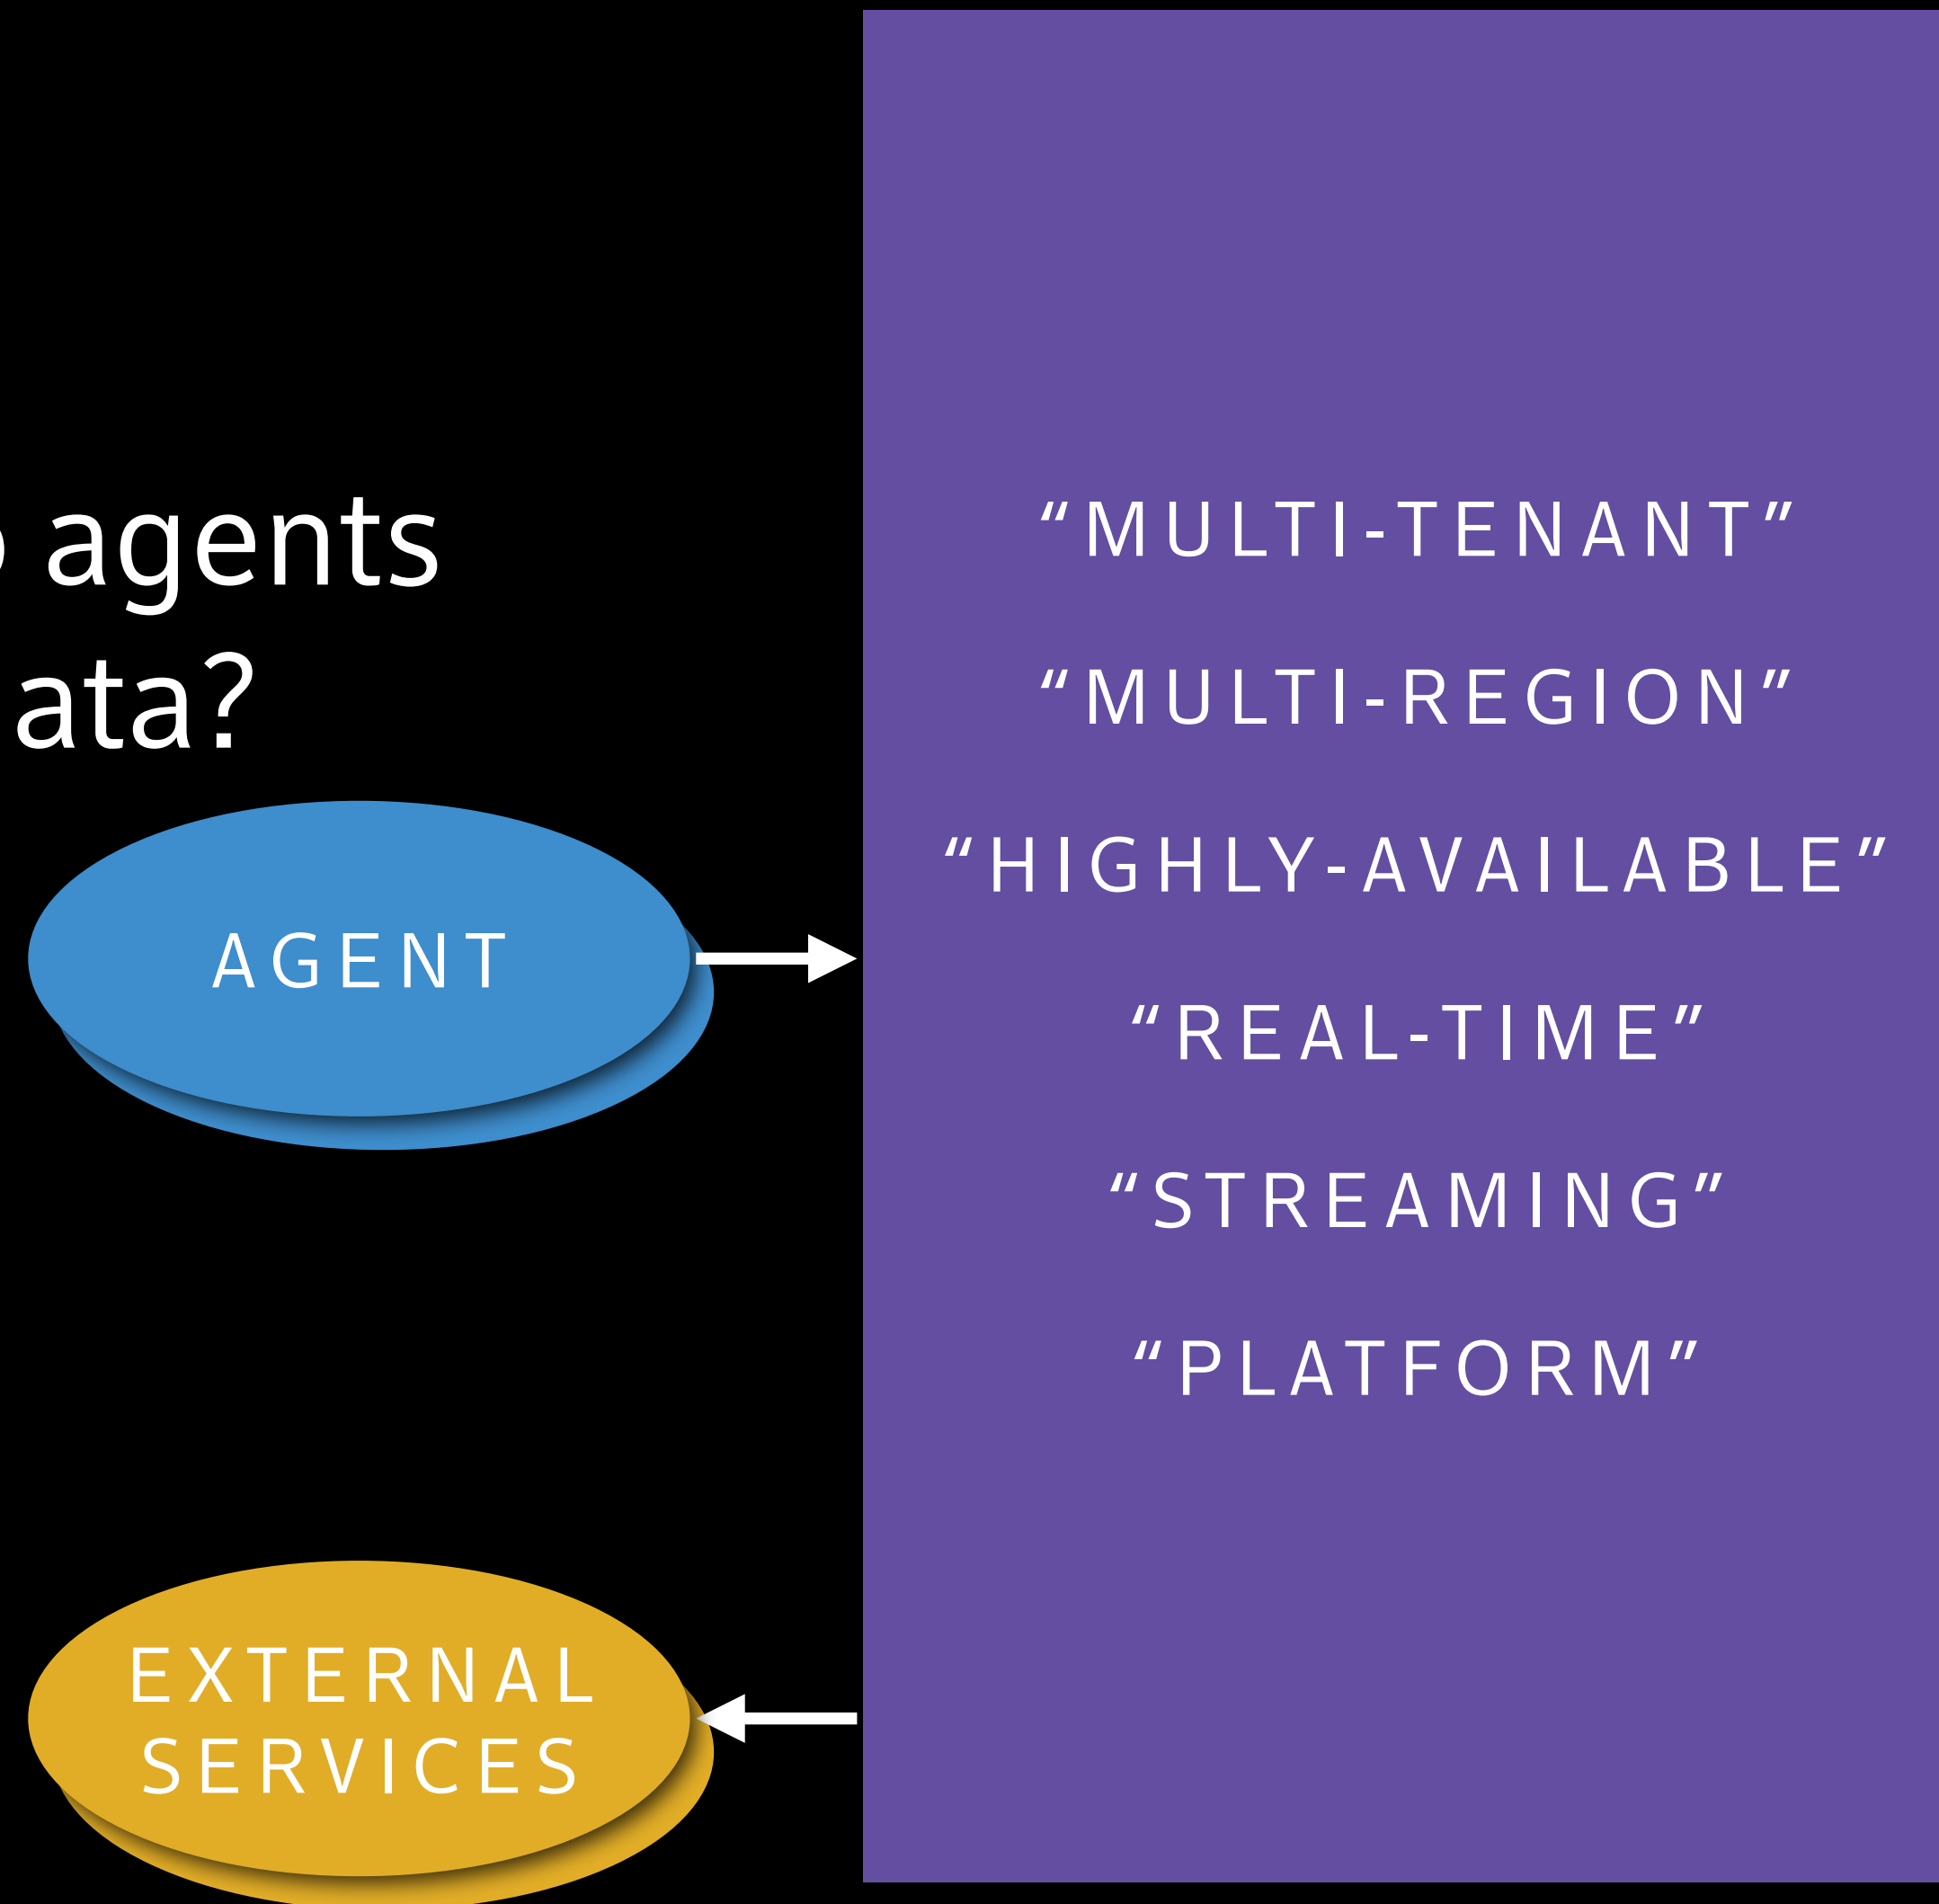 agents
ata?
“MULTI-TENANT”
“MULTI-REGION”
“HIGHLY-AVAILABLE”
“REAL-TIME”
“STREAMING”
“PLATFORM”
AGENT
EXTERNAL
SERVICES